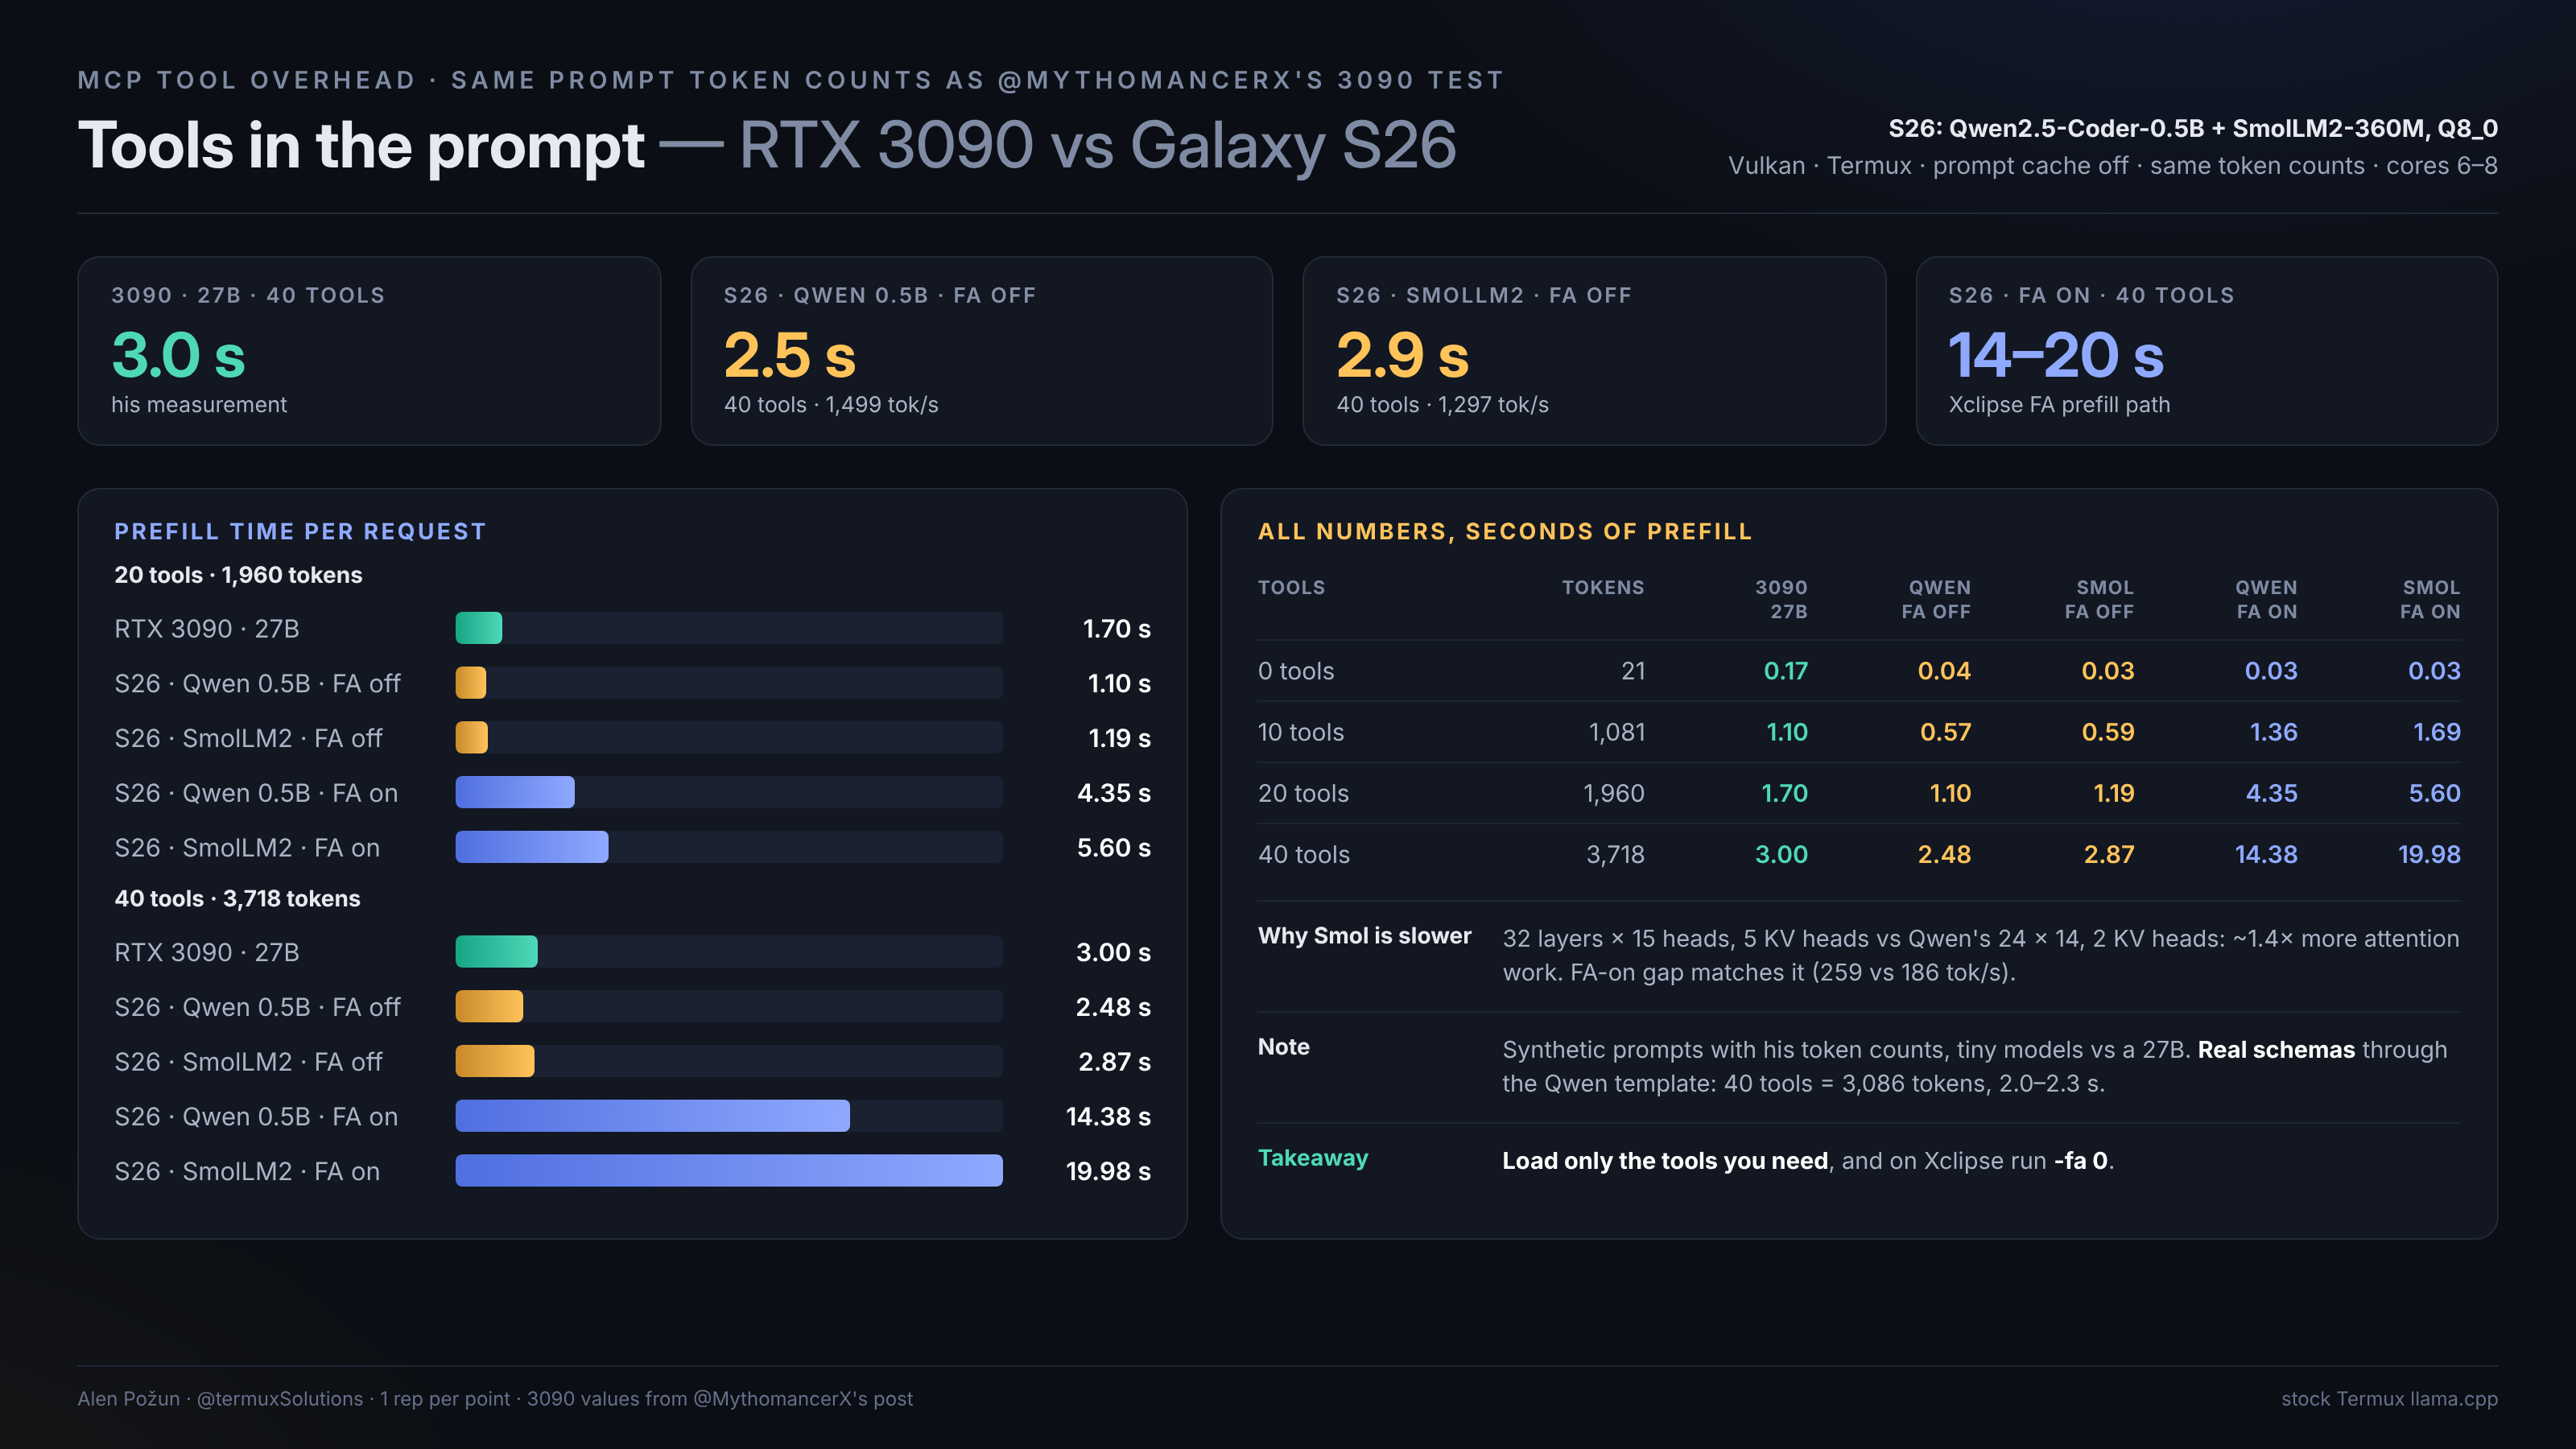 MCP TOOL OVERHEAD · SAME PROMPT TOKEN COUNTS AS @MYTHOMANCERX'S 3090 TEST
Tools in the prompt — RTX 3090 vs Galaxy S26
S26: Qwen2.5-Coder-0.5B + SmolLM2-360M, Q8_0
Vulkan · Termux · prompt cache off · same token counts · cores 6–8
3090 · 27B · 40 TOOLS
3.0 s
his measurement
S26 · QWEN 0.5B · FA OFF
2.5 s
40 tools · 1,499 tok/s
S26 · SMOLLM2 · FA OFF
2.9 s
40 tools · 1,297 tok/s
S26 · FA ON · 40 TOOLS
14–20 s
Xclipse FA prefill path
PREFILL TIME PER REQUEST
20 tools · 1,960 tokens
RTX 3090 · 27B 1.70 s
S26 · Qwen 0.5B · FA off 1.10 s
S26 · SmolLM2 · FA off 1.19 s
S26 · Qwen 0.5B · FA on 4.35 s
S26 · SmolLM2 · FA on 5.60 s
40 tools · 3,718 tokens
RTX 3090 · 27B 3.00 s
S26 · Qwen 0.5B · FA off 2.48 s
S26 · SmolLM2 · FA off 2.87 s
S26 · Qwen 0.5B · FA on 14.38 s
S26 · SmolLM2 · FA on 19.98 s
ALL NUMBERS, SECONDS OF PREFILL
TOOLS TOKENS 3090 QWEN SMOL QWEN SMOL
27B FA OFF FA OFF FA ON FA ON
0 tools 21 0.17 0.04 0.03 0.03 0.03
10 tools 1,081 1.10 0.57 0.59 1.36 1.69
20 tools 1,960 1.70 1.10 1.19 4.35 5.60
40 tools 3,718 3.00 2.48 2.87 14.38 19.98
Why Smol is slower 32 layers × 15 heads, 5 KV heads vs Qwen's 24 × 14, 2 KV heads: ~1.4× more attention
work. FA-on gap matches it (259 vs 186 tok/s).
Note Synthetic prompts with his token counts, tiny models vs a 27B. Real schemas through
the Qwen template: 40 tools = 3,086 tokens, 2.0–2.3 s.
Takeaway Load only the tools you need, and on Xclipse run -fa 0.
Alen Požun · @termuxSolutions · 1 rep per point · 3090 values from @MythomancerX's post
stock Termux llama.cpp